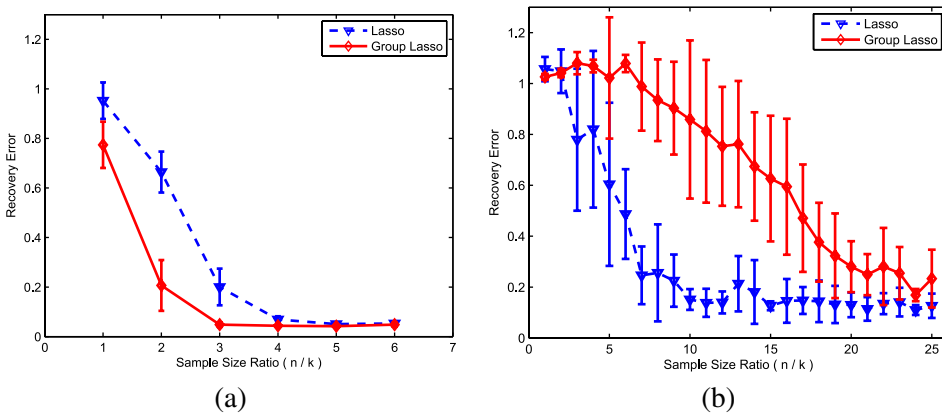 1.2
1
0.8
0.6
0.4
0.2
0
Recovery Error
0 1 2 3 4 5 6 7
Sample Size Ratio ( n / k )
Lasso
Group Lasso
(a)
1.2
1
0.8
0.6
0.4
0.2
0
Recovery Error
0 5 10 15 20 25
Sample Size Ratio ( n / k )
Lasso
Group Lasso
(b)